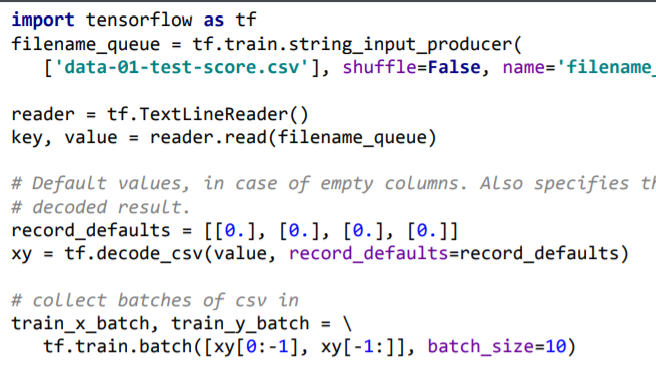 import tensorflow as tf
filename_queue = tf.train.string_input_producer(
['data-01-test-score.csv'], shuffle=False, name='filename_
reader = tf.TextLineReader()
key, value = reader.read(filename_queue)
# Default values, in case of empty columns. Also specifies th
# decoded result.
record_defaults = [[0.], [0.], [0.], [0.]]
xy = tf.decode_csv(value, record_defaults=record_defaults)
# collect batches of csv in
train_x_batch, train_y_batch = \
tf.train.batch([xy[0:-1], xy[-1:]], batch_size=10)